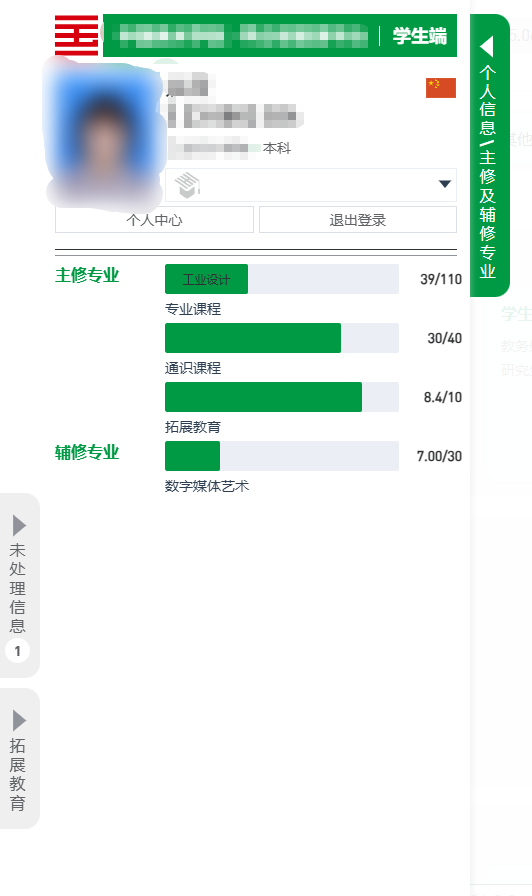 学生端
本科
个人中心
退出登录
主修专业
工业设计
39/110
专业课程
30/40
通识课程
8.4/10
拓展教育
辅修专业
7.00/30
数字媒体艺术
个人信息/主修及辅修专业
未处理信息
1
拓展教育